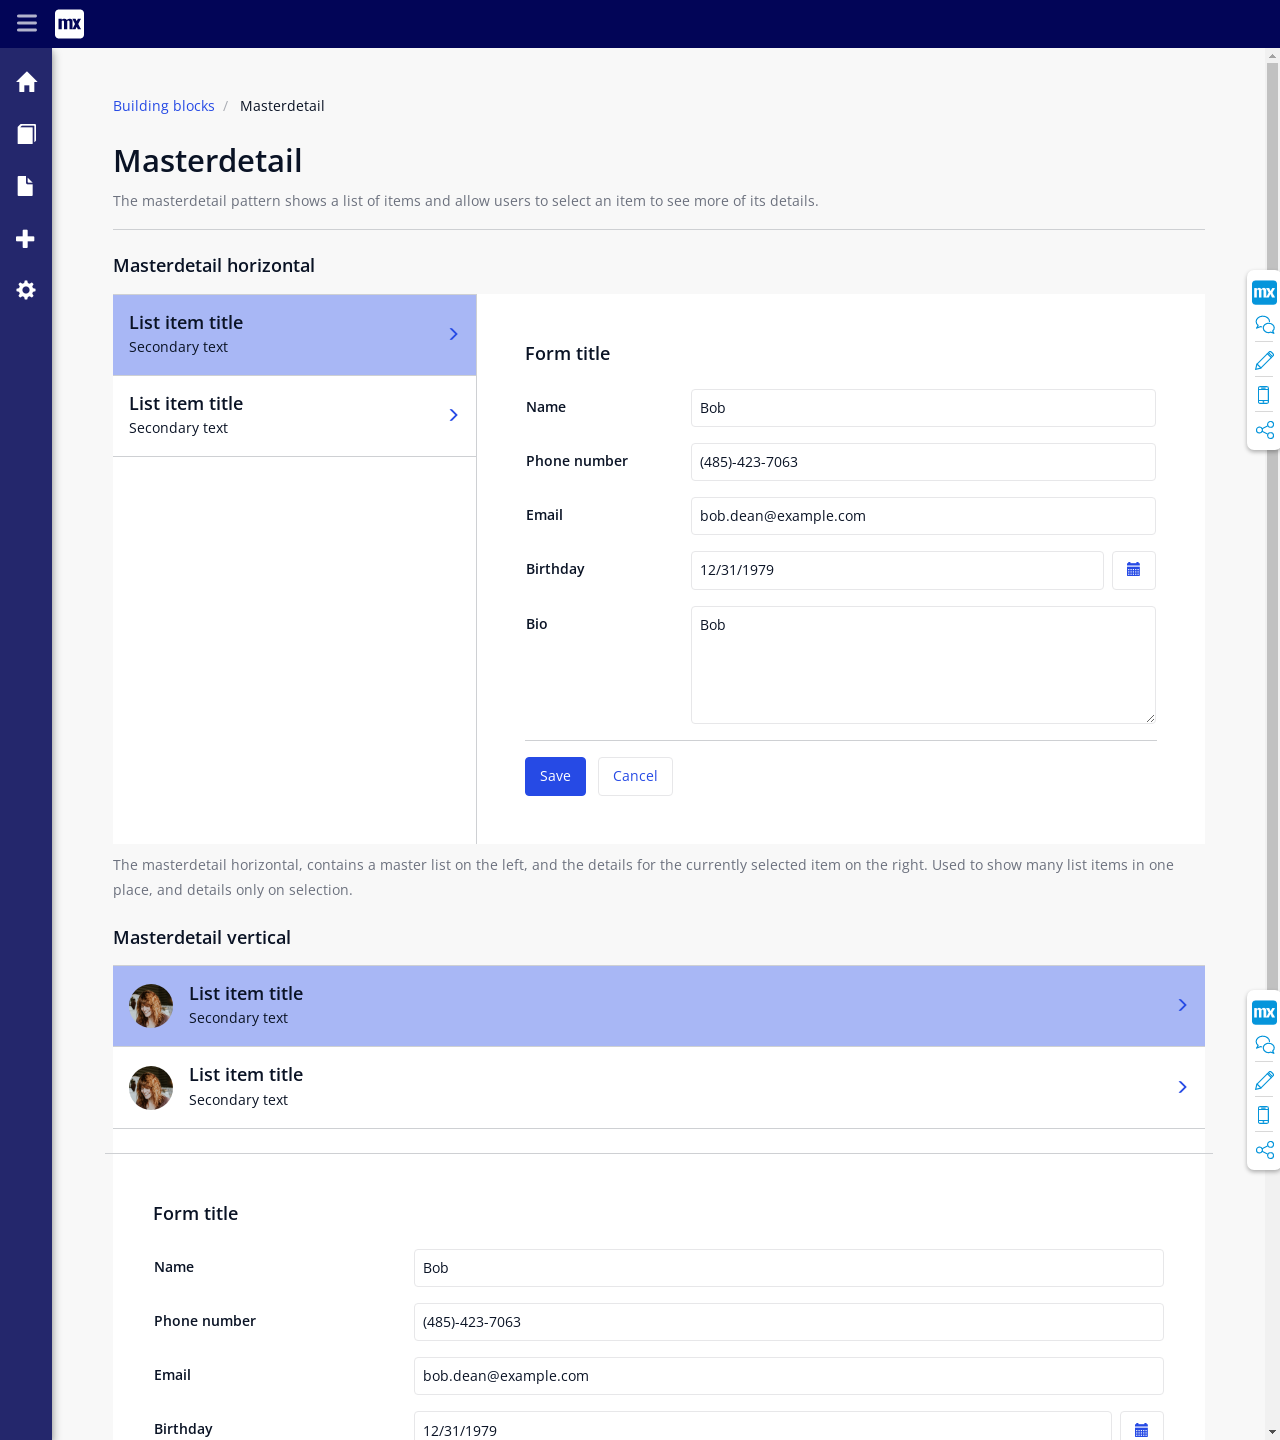 mx
Building blocks / Masterdetail
Masterdetail
The masterdetail pattern shows a list of items and allow users to select an item to see more of its details.
Masterdetail horizontal
List item title
Secondary text
List item title
Secondary text
Form title
Name Bob
Phone number (485)-423-7063
Email bob.dean@example.com
Birthday 12/31/1979
Bio Bob
Save Cancel
mx
The masterdetail horizontal, contains a master list on the left, and the details for the currently selected item on the right. Used to show many list items in one
place, and details only on selection.
Masterdetail vertical
List item title
Secondary text
List item title
Secondary text
mx
Form title
Name Bob
Phone number (485)-423-7063
Email bob.dean@example.com
Birthday 12/31/1979